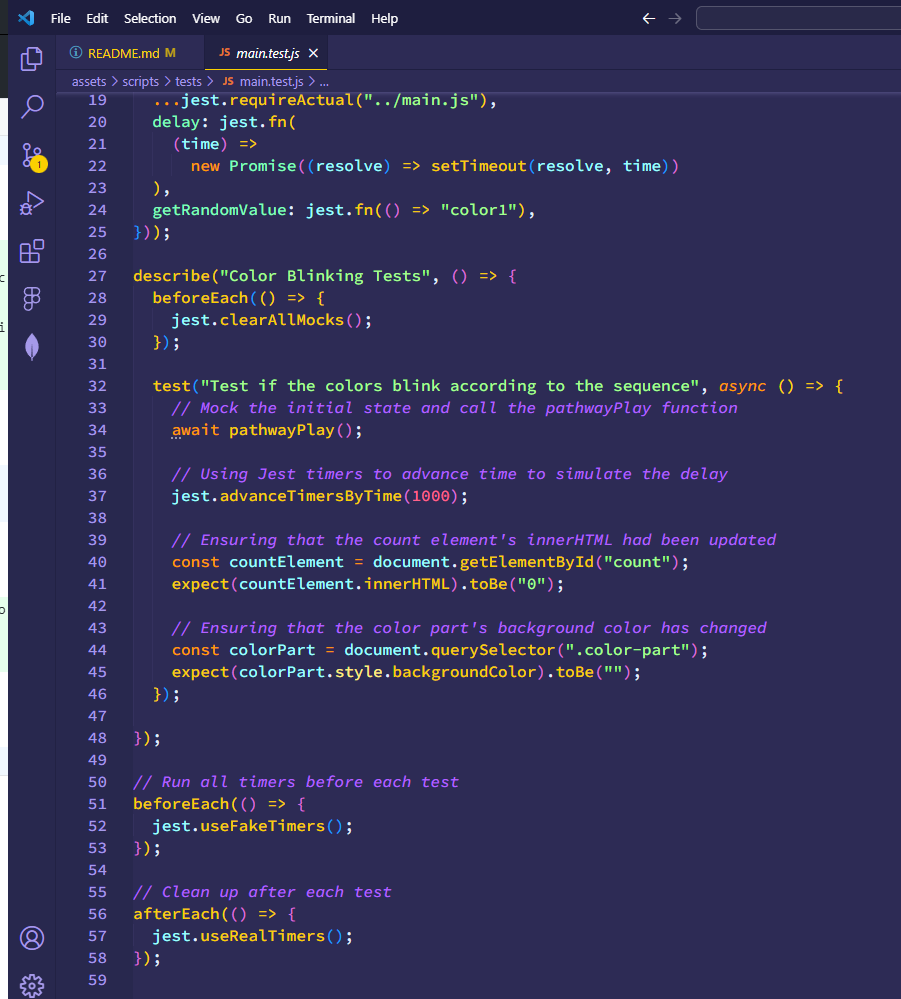 File Edit Selection View Go Run Terminal Help
README.md M JS main.test.js
assets > scripts > tests > JS main.test.js > ...
19 ...jest.requireActual("../main.js"),
20 delay: jest.fn(
21 (time) =>
22 new Promise((resolve) => setTimeout(resolve, time))
23 ),
24 getRandomValue: jest.fn(() => "color1"),
25 }));
26
27 describe("Color Blinking Tests", () => {
28 beforeEach(() => {
29 jest.clearAllMocks();
30 });
31
32 test("Test if the colors blink according to the sequence", async () => {
33 // Mock the initial state and call the pathwayPlay function
34 await pathwayPlay();
35
36 // Using Jest timers to advance time to simulate the delay
37 jest.advanceTimersByTime(1000);
38
39 // Ensuring that the count element's innerHTML had been updated
40 const countElement = document.getElementById("count");
41 expect(countElement.innerHTML).toBe("0");
42
43 // Ensuring that the color part's background color has changed
44 const colorPart = document.querySelector(".color-part");
45 expect(colorPart.style.backgroundColor).toBe("");
46 });
47
48 });
49
50 // Run all timers before each test
51 beforeEach(() => {
52 jest.useFakeTimers();
53 });
54
55 // Clean up after each test
56 afterEach(() => {
57 jest.useRealTimers();
58 });
59
1